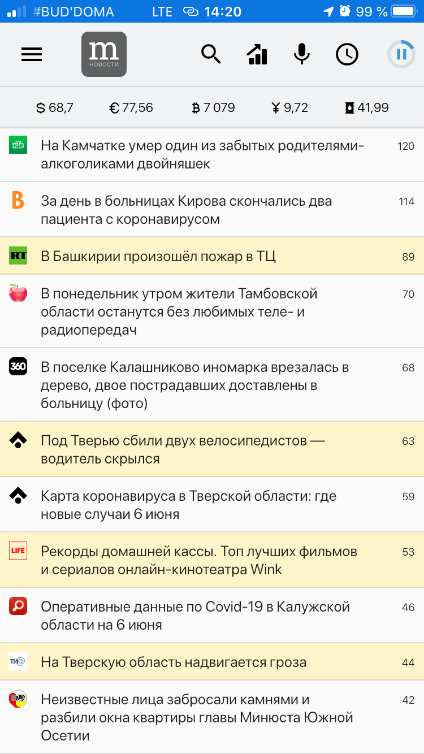 #BUD'DOMA LTE 14:20 99 %
m
НОВОСТИ
$ 68,7 € 77,56 ₿ 7 079 ¥ 9,72 41,99
На Камчатке умер один из забытых родителями- 120
алкоголиками двойняшек
В За день в больницах Кирова скончались два 114
пациента с коронавирусом
RT В Башкирии произошёл пожар в ТЦ 89
В понедельник утром жители Тамбовской 70
области останутся без любимых теле- и
радиопередач
360 В поселке Калашниково иномарка врезалась в 68
дерево, двое пострадавших доставлены в
больницу (фото)
Под Тверью сбили двух велосипедистов — 63
водитель скрылся
Карта коронавируса в Тверской области: где 59
новые случаи 6 июня
LIFE Рекорды домашней кассы. Топ лучших фильмов 53
и сериалов онлайн-кинотеатра Wink
Оперативные данные по Covid-19 в Калужской 46
области на 6 июня
ТИ@ На Тверскую область надвигается гроза 44
Неизвестные лица забросали камнями и 42
разбили окна квартиры главы Минюста Южной
Осетии